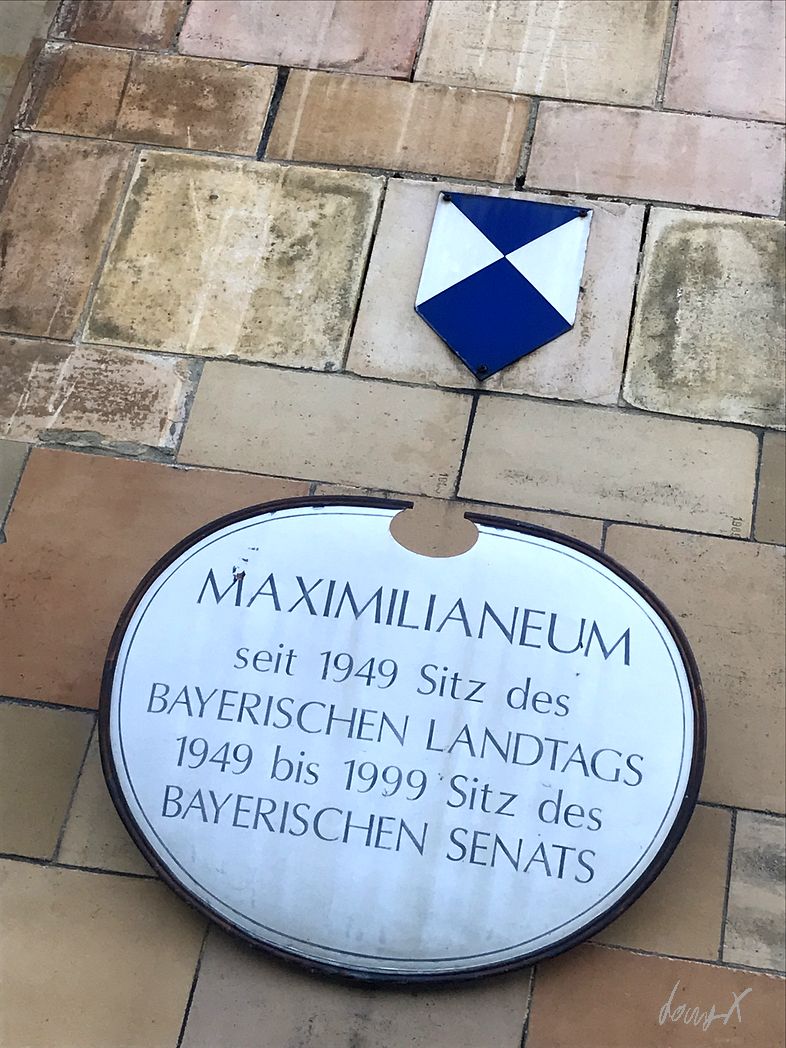 MAXIMILIANEUM
seit 1949 Sitz des
BAYERISCHEN LANDTAGS
1949 bis 1999 Sitz des
BAYERISCHEN SENATS